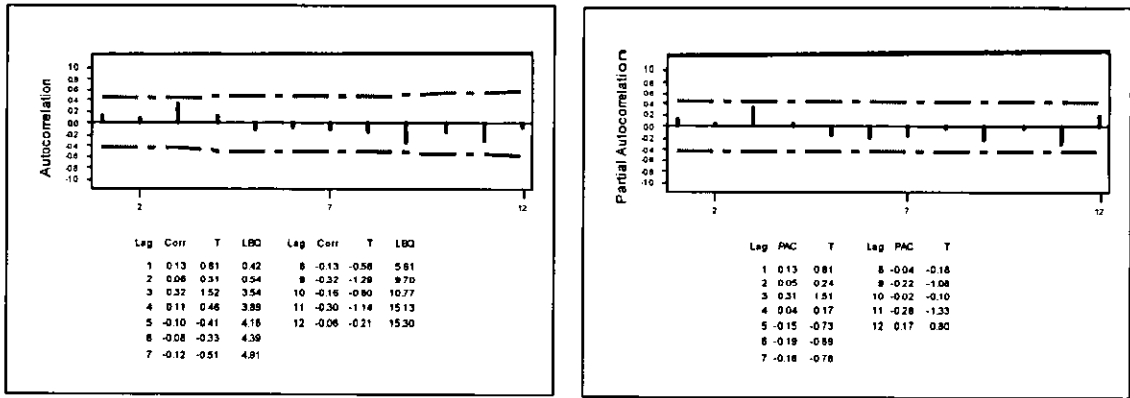 Autocorrelation
1.0
0.8
0.6
0.4
0.2
0.0
-0.2
-0.4
-0.6
-0.8
-1.0
2 7 12
Lag Corr T LBQ Lag Corr T LBQ
1 0.13 0.61 0.42 8 -0.13 -0.56 5.61
2 0.06 0.31 0.54 9 -0.32 -1.29 9.70
3 0.32 1.52 3.54 10 -0.16 -0.60 10.77
4 0.11 0.46 3.89 11 -0.30 -1.14 15.13
5 -0.10 -0.41 4.16 12 -0.06 -0.21 15.30
6 -0.08 -0.33 4.39
7 -0.12 -0.51 4.91
Partial Autocorrelation
1.0
0.8
0.6
0.4
0.2
0.0
-0.2
-0.4
-0.6
-0.8
-1.0
2 7 12
Lag PAC T Lag PAC T
1 0.13 0.61 8 -0.04 -0.18
2 0.05 0.24 9 -0.22 -1.06
3 0.31 1.51 10 -0.02 -0.10
4 0.04 0.17 11 -0.28 -1.33
5 -0.15 -0.73 12 0.17 0.80
6 -0.19 -0.89
7 -0.16 -0.76